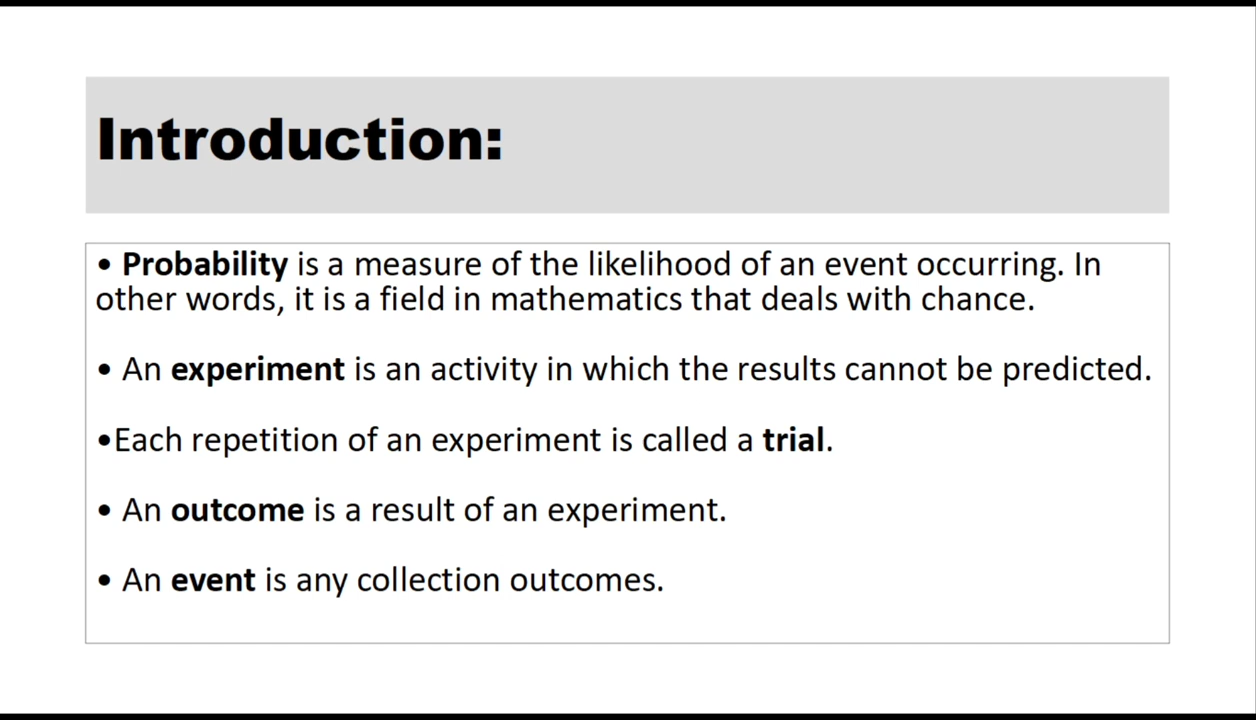 Introduction:
• Probability is a measure of the likelihood of an event occurring. In
other words, it is a field in mathematics that deals with chance.
• An experiment is an activity in which the results cannot be predicted.
•Each repetition of an experiment is called a trial.
• An outcome is a result of an experiment.
• An event is any collection outcomes.